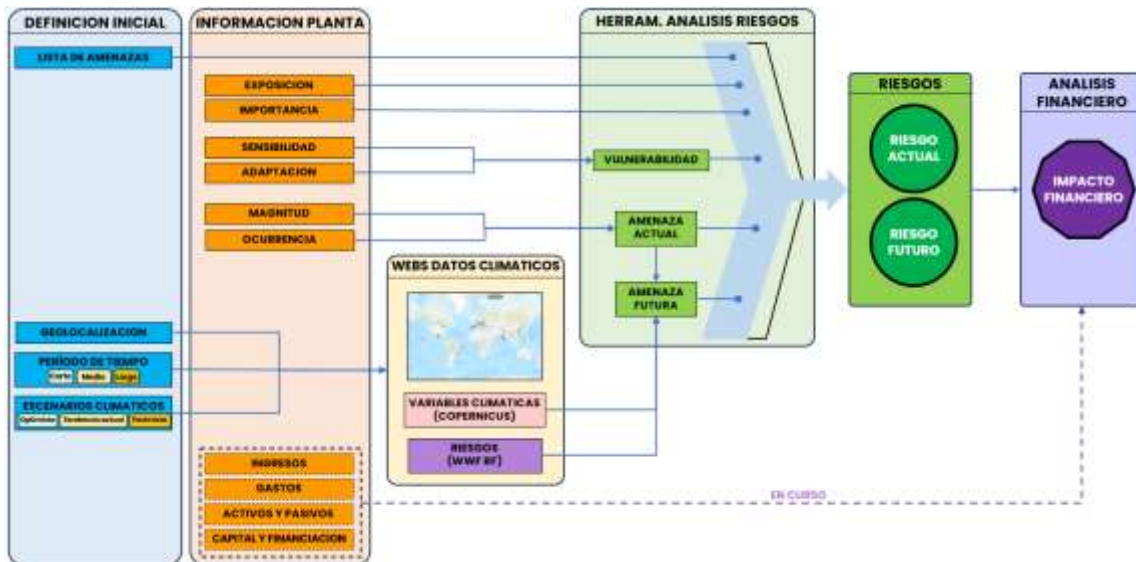 DEFINICION INICIAL
LISTA DE AMENAZAS
GEOLOCALIZACION
PERÍODO DE TIEMPO
Corto Medio Largo
ESCENARIOS CLIMATICOS
Optimista Tendencia actual Pesimista
INFORMACION PLANTA
EXPOSICION
IMPORTANCIA
SENSIBILIDAD
ADAPTACION
MAGNITUD
OCURRENCIA
INGRESOS
GASTOS
ACTIVOS Y PASIVOS
CAPITAL Y FINANCIACION
WEBS DATOS CLIMATICOS
VARIABLES CLIMATICAS
(COPERNICUS)
RIESGOS
(WWF RF)
HERRAM. ANALISIS RIESGOS
VULNERABILIDAD
AMENAZA
ACTUAL
AMENAZA
FUTURA
RIESGOS
RIESGO
ACTUAL
RIESGO
FUTURO
ANALISIS
FINANCIERO
IMPACTO
FINANCIERO
EN CURSO